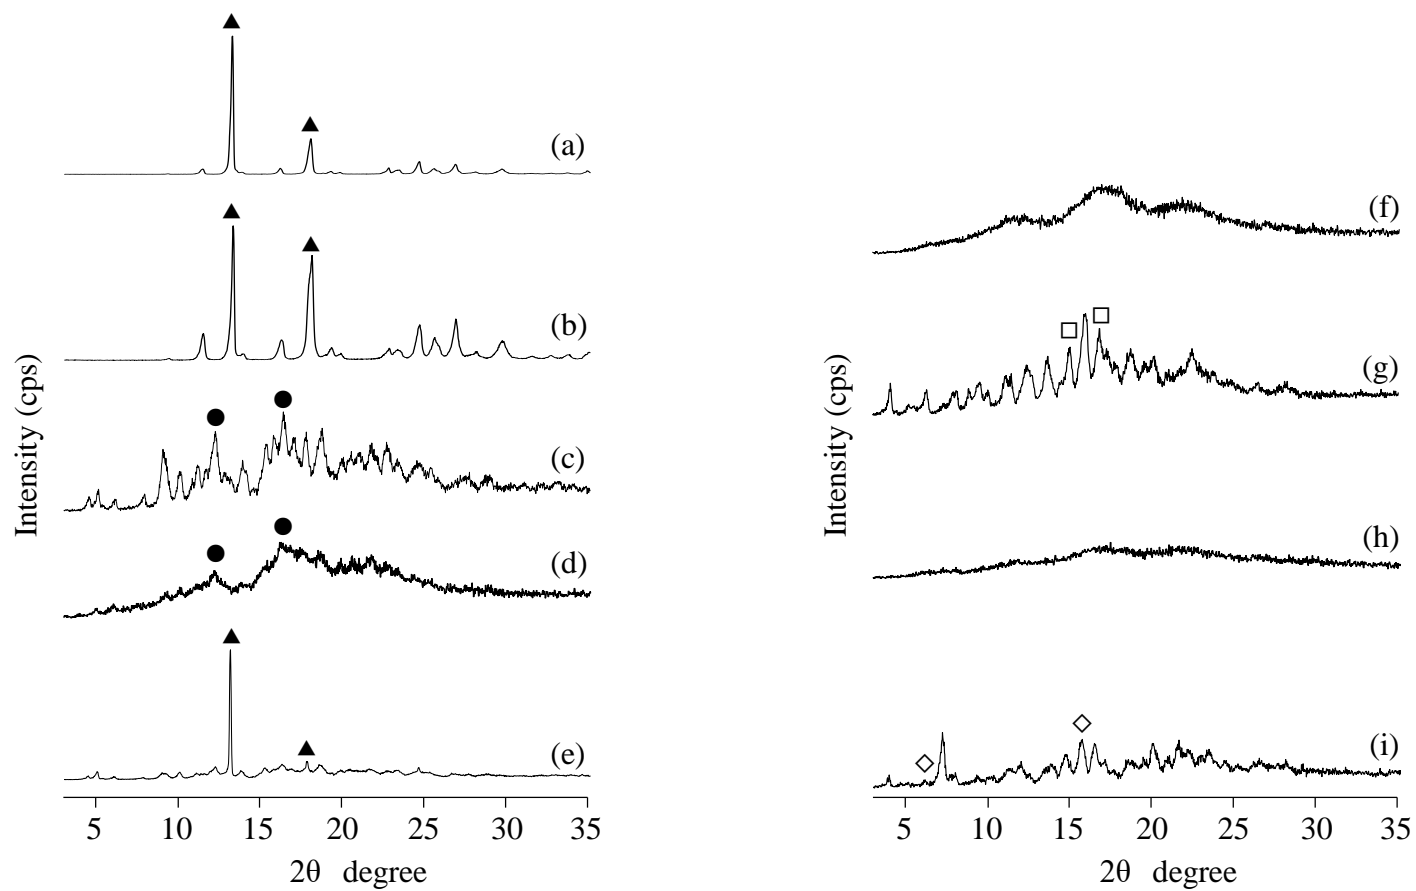 (a)
(b)
(c)
(d)
(e)
Intensity (cps)
5 10 15 20 25 30 35
2θ degree
(f)
(g)
(h)
(i)
Intensity (cps)
5 10 15 20 25 30 35
2θ degree